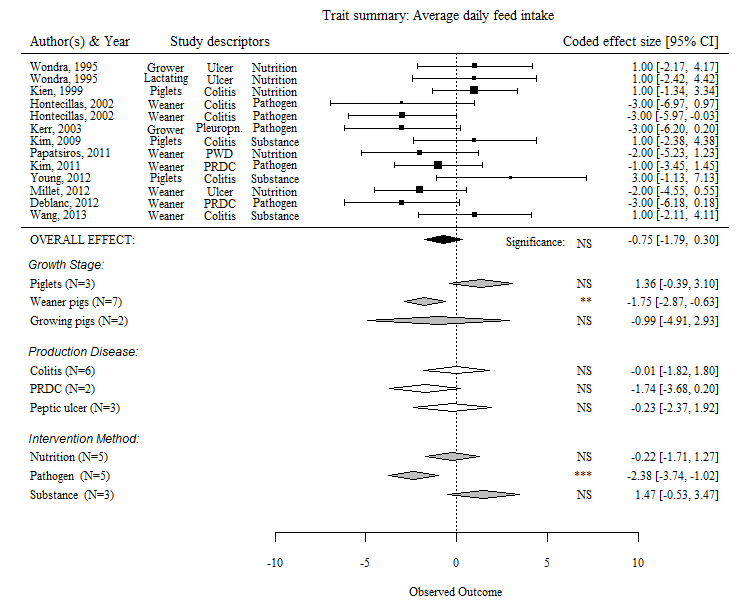 Trait summary: Average daily feed intake
Author(s) & Year Study descriptors Coded effect size [95% CI]
Wondra, 1995 Grower Ulcer Nutrition 1.00 [-2.17, 4.17]
Wondra, 1995 Lactating Ulcer Nutrition 1.00 [-2.42, 4.42]
Kien, 1999 Piglets Colitis Nutrition 1.00 [-1.34, 3.34]
Hontecillas, 2002 Weaner Colitis Pathogen -3.00 [-6.97, 0.97]
Hontecillas, 2002 Weaner Colitis Pathogen -3.00 [-5.97, -0.03]
Kerr, 2003 Grower Pleuropn. Pathogen -3.00 [-6.20, 0.20]
Kim, 2009 Piglets Colitis Substance 1.00 [-2.38, 4.38]
Papatsiros, 2011 Weaner PWD Nutrition -2.00 [-5.23, 1.23]
Kim, 2011 Weaner PRDC Pathogen -1.00 [-3.45, 1.45]
Young, 2012 Piglets Colitis Substance 3.00 [-1.13, 7.13]
Millet, 2012 Weaner Ulcer Nutrition -2.00 [-4.55, 0.55]
Deblanc, 2012 Weaner PRDC Pathogen -3.00 [-6.18, 0.18]
Wang, 2013 Weaner Colitis Substance 1.00 [-2.11, 4.11]
OVERALL EFFECT: Significance: NS -0.75 [-1.79, 0.30]
Growth Stage:
Piglets (N=3) NS 1.36 [-0.39, 3.10]
Weaner pigs (N=7) ** -1.75 [-2.87, -0.63]
Growing pigs (N=2) NS -0.99 [-4.91, 2.93]
Production Disease:
Colitis (N=6) NS -0.01 [-1.82, 1.80]
PRDC (N=2) NS -1.74 [-3.68, 0.20]
Peptic ulcer (N=3) NS -0.23 [-2.37, 1.92]
Intervention Method:
Nutrition (N=5) NS -0.22 [-1.71, 1.27]
Pathogen (N=5) *** -2.38 [-3.74, -1.02]
Substance (N=3) NS 1.47 [-0.53, 3.47]
-10 -5 0 5 10
Observed Outcome